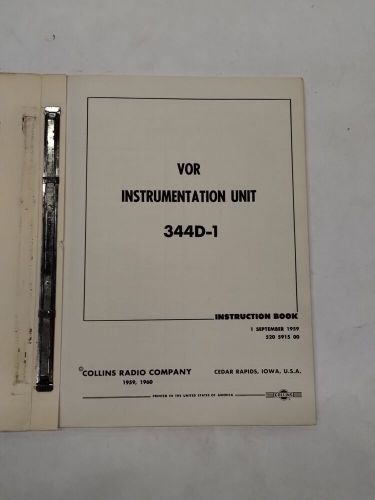 VOR
INSTRUMENTATION UNIT
344D-1
INSTRUCTION BOOK
1 SEPTEMBER 1959
520 5915 00
©COLLINS RADIO COMPANY
1959, 1960
CEDAR RAPIDS, IOWA, U.S.A.
PRINTED IN THE UNITED STATES OF AMERICA
COLLINS